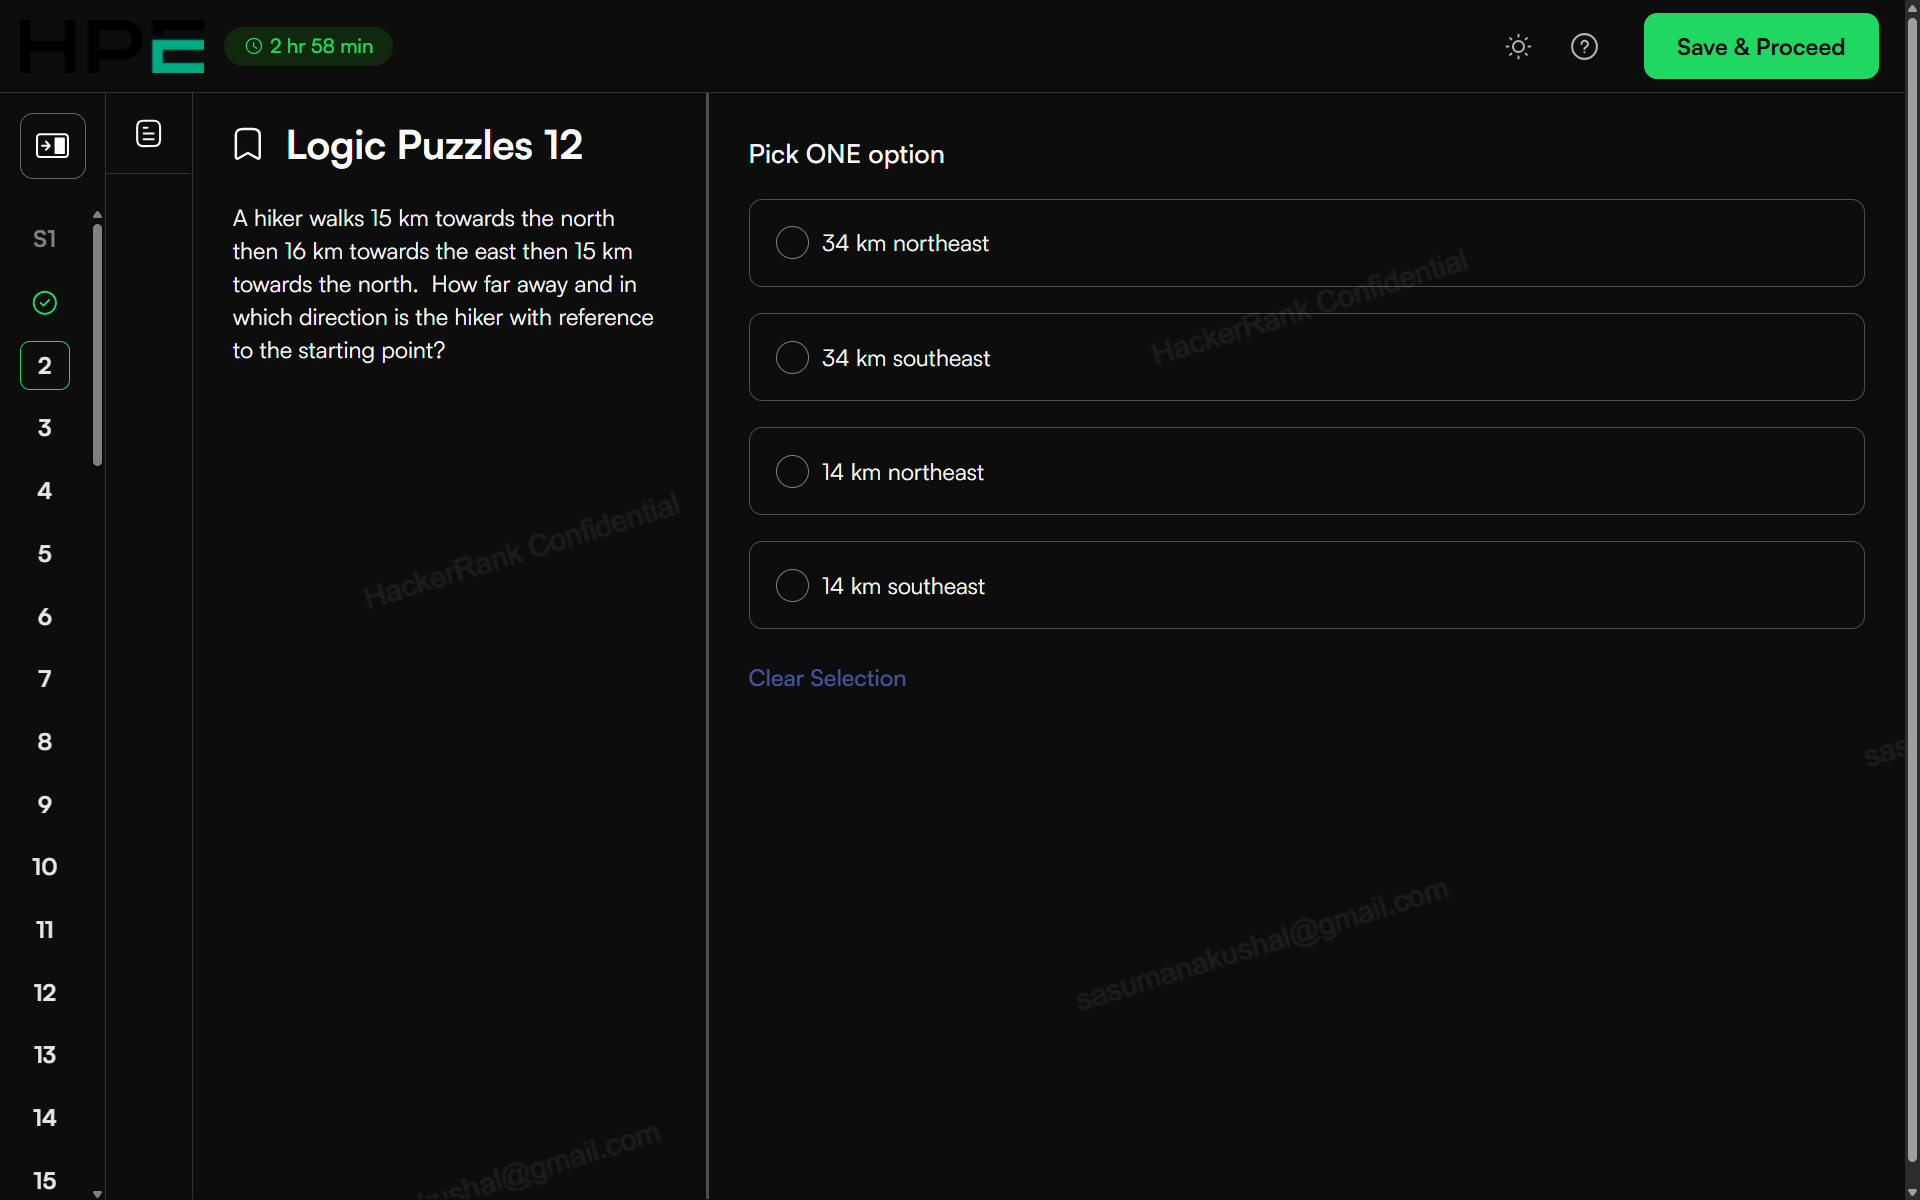 HPE
2 hr 58 min
Save & Proceed
S1
2
3
4
5
6
7
8
9
10
11
12
13
14
15
Logic Puzzles 12
A hiker walks 15 km towards the north
then 16 km towards the east then 15 km
towards the north.  How far away and in
which direction is the hiker with reference
to the starting point?
Pick ONE option
34 km northeast
34 km southeast
14 km northeast
14 km southeast
Clear Selection
HackerRank Confidential
HackerRank Confidential
sas
sasumanakushal@gmail.com
kushal@gmail.com